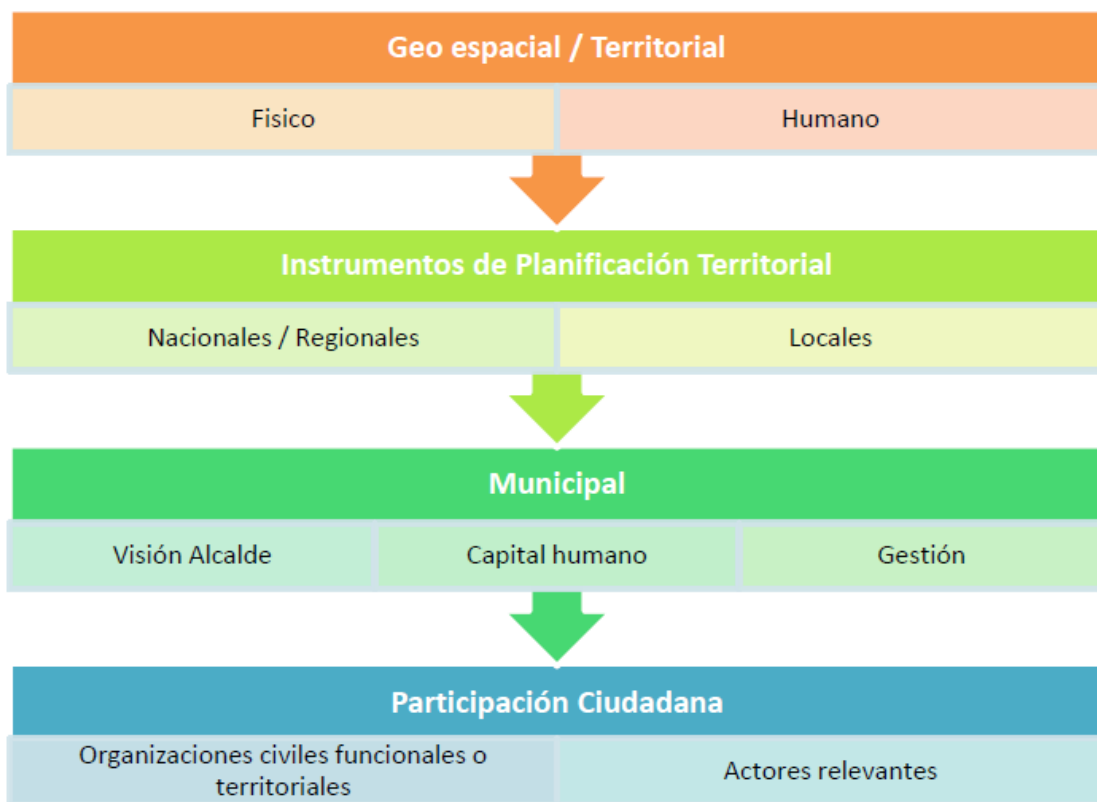 Geo espacial / Territorial
Fisico
Humano
Instrumentos de Planificación Territorial
Nacionales / Regionales
Locales
Municipal
Visión Alcalde
Capital humano
Gestión
Participación Ciudadana
Organizaciones civiles funcionales o
territoriales
Actores relevantes